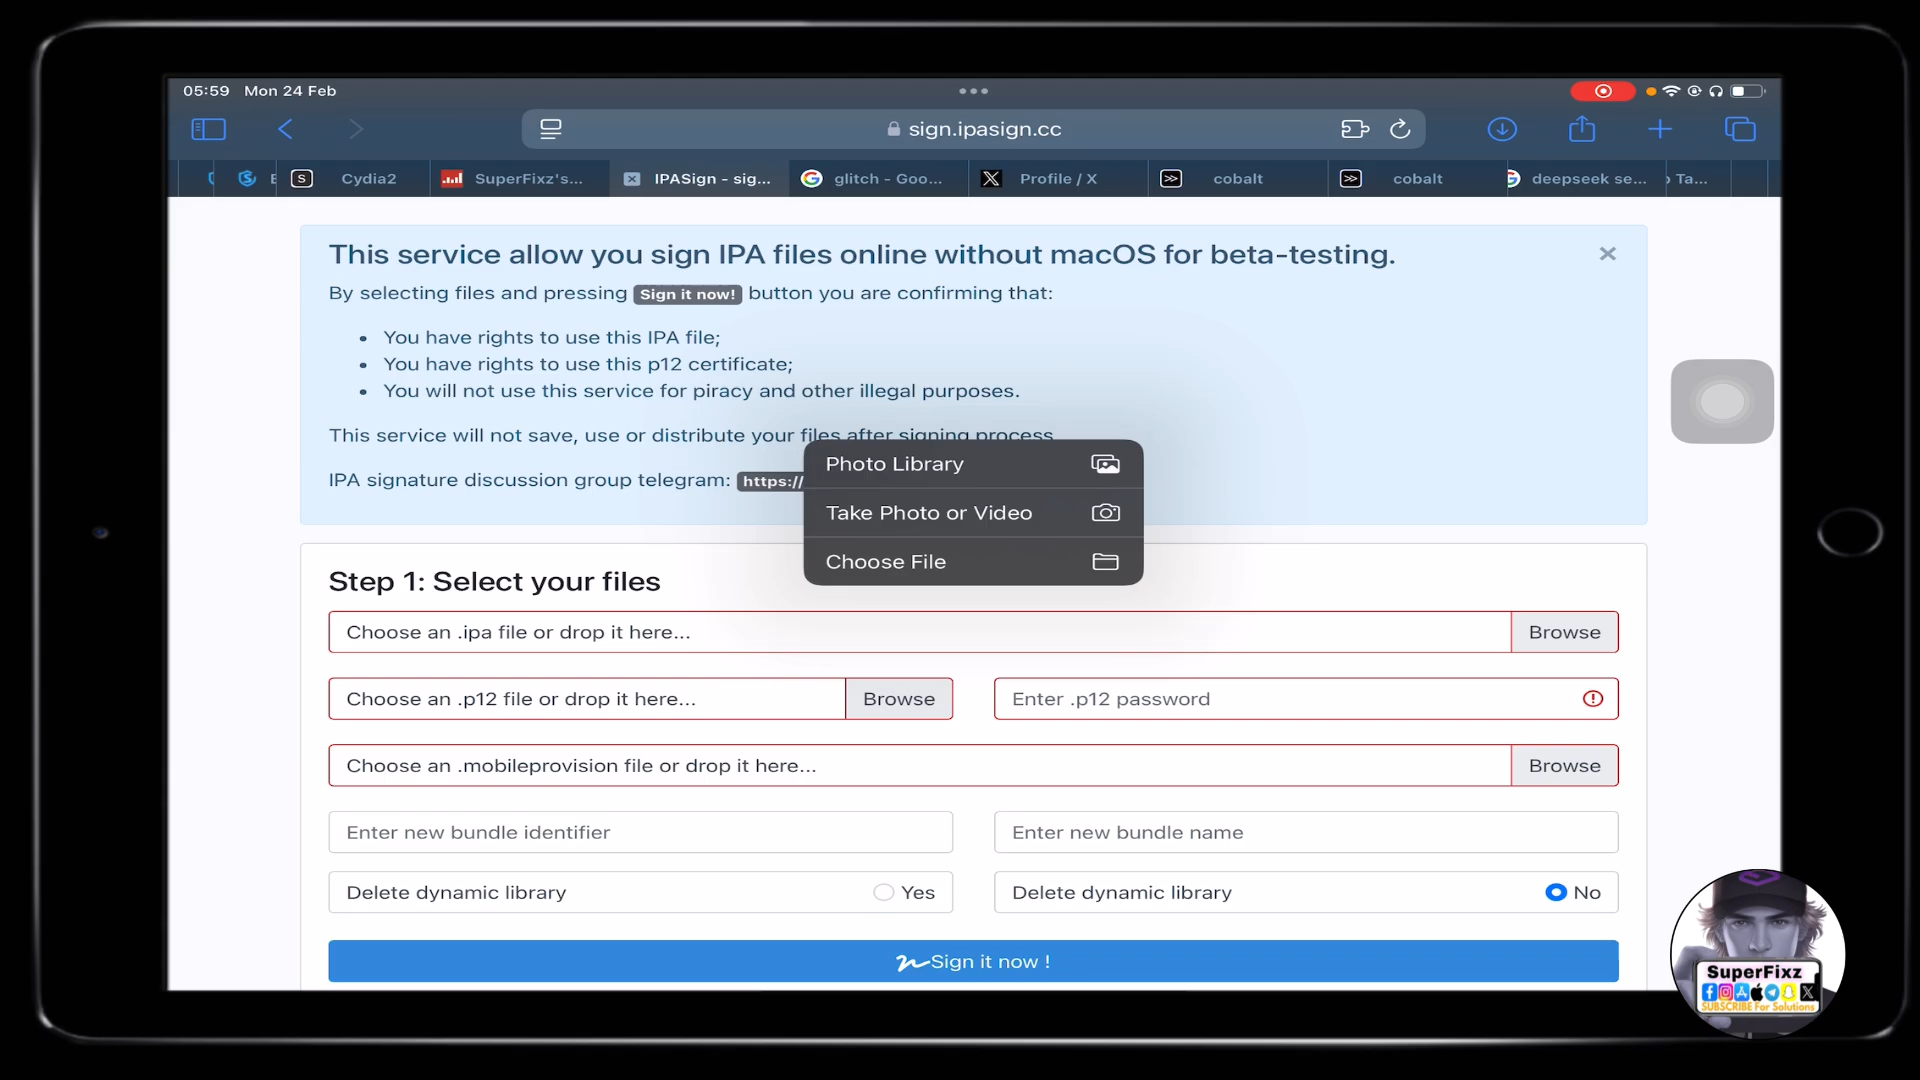 05:59 Mon 24 Feb
sign.ipasign.cc
Cydia2
SuperFixz's...
IPASign - sig...
glitch - Goo...
Profile / X
cobalt
cobalt
deepseek se...
Ta...
This service allow you sign IPA files online without macOS for beta-testing.
By selecting files and pressing Sign it now! button you are confirming that:
• You have rights to use this IPA file;
• You have rights to use this p12 certificate;
• You will not use this service for piracy and other illegal purposes.
This service will not save, use or distribute your files after signing process
IPA signature discussion group telegram: https://
Photo Library
Take Photo or Video
Choose File
Step 1: Select your files
Choose an .ipa file or drop it here...
Browse
Choose an .p12 file or drop it here...
Browse
Enter .p12 password
Choose an .mobileprovision file or drop it here...
Browse
Enter new bundle identifier
Enter new bundle name
Delete dynamic library
Yes
Delete dynamic library
No
Sign it now !
SuperFixz
SUBSCRIBE For Solutions